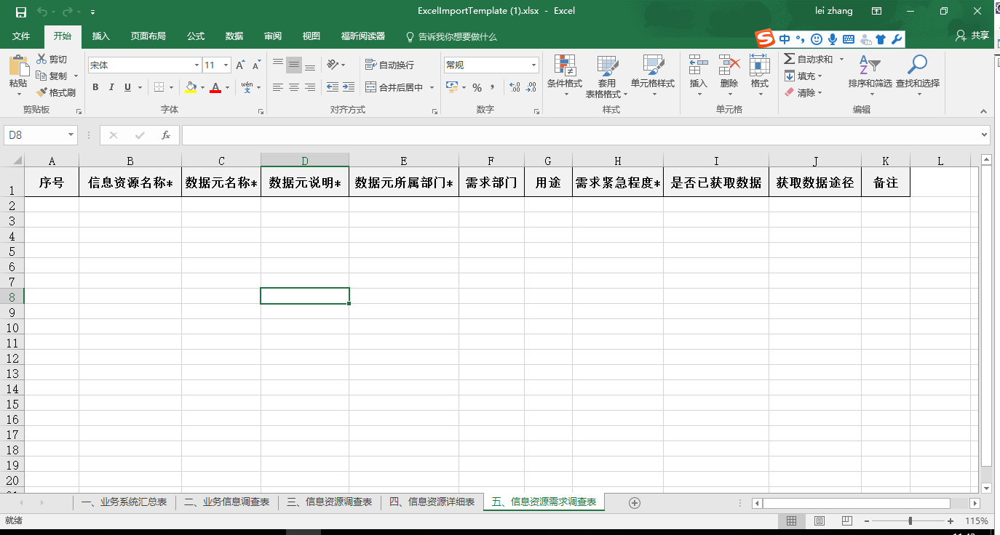 ExcelImportTemplate (1).xlsx - Excel
lei zhang
文件 开始 插入 页面布局 公式 数据 审阅 视图 福昕阅读器 告诉我你想要做什么
中
共享
粘贴
剪切
复制
格式刷
剪贴板
宋体 11
A A
B I U A wén 文
字体
自动换行
合并后居中
对齐方式
常规
% , .00 .00
数字
条件格式 套用
表格格式 单元格样式
样式
插入 删除 格式
单元格
自动求和
填充
清除
排序和筛选 查找和选择
编辑
D8 fx
A B C D E F G H I J K L
1 序号 信息资源名称* 数据元名称* 数据元说明* 数据元所属部门* 需求部门 用途 需求紧急程度* 是否已获取数据 获取数据途径 备注
2
3
4
5
6
7
8
9
10
11
12
13
14
15
16
17
18
19
20
一、业务系统汇总表 二、业务信息调查表 三、信息资源调查表 四、信息资源详细表 五、信息资源需求调查表
就绪
115%